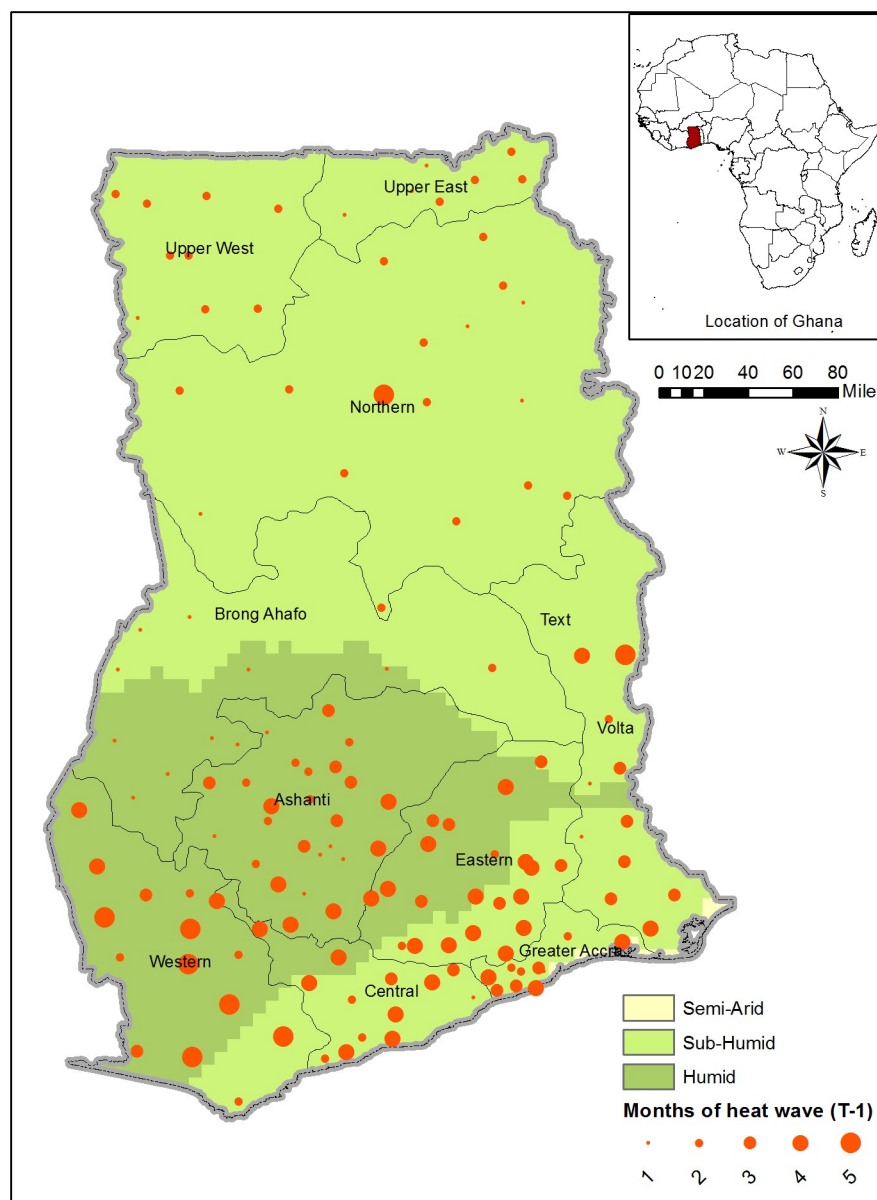 Location of Ghana
0 10 20 40 60 80
Mile
N
W E
S
Upper East
Upper West
Northern
Brong Ahafo
Text
Volta
Ashanti
Eastern
Greater Accra
Western
Central
Semi-Arid
Sub-Humid
Humid
Months of heat wave (T-1)
1 2 3 4 5